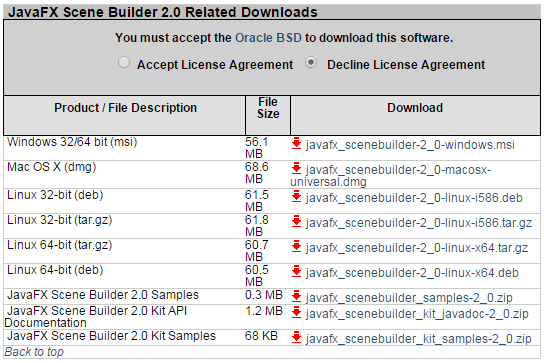 JavaFX Scene Builder 2.0 Related Downloads
You must accept the Oracle BSD to download this software.
Accept License Agreement Decline License Agreement
Product / File Description File Size Download
Windows 32/64 bit (msi) 56.1 MB javafx_scenebuilder-2_0-windows.msi
Mac OS X (dmg) 68.6 MB javafx_scenebuilder-2_0-macosx-universal.dmg
Linux 32-bit (deb) 61.5 MB javafx_scenebuilder-2_0-linux-i586.deb
Linux 32-bit (tar.gz) 61.8 MB javafx_scenebuilder-2_0-linux-i586.tar.gz
Linux 64-bit (tar.gz) 60.7 MB javafx_scenebuilder-2_0-linux-x64.tar.gz
Linux 64-bit (deb) 60.5 MB javafx_scenebuilder-2_0-linux-x64.deb
JavaFX Scene Builder 2.0 Samples 0.3 MB javafx_scenebuilder_samples-2_0.zip
JavaFX Scene Builder 2.0 Kit API Documentation 1.2 MB javafx_scenebuilder_kit_javadoc-2_0.zip
JavaFX Scene Builder 2.0 Kit Samples 68 KB javafx_scenebuilder_kit_samples-2_0.zip
Back to top